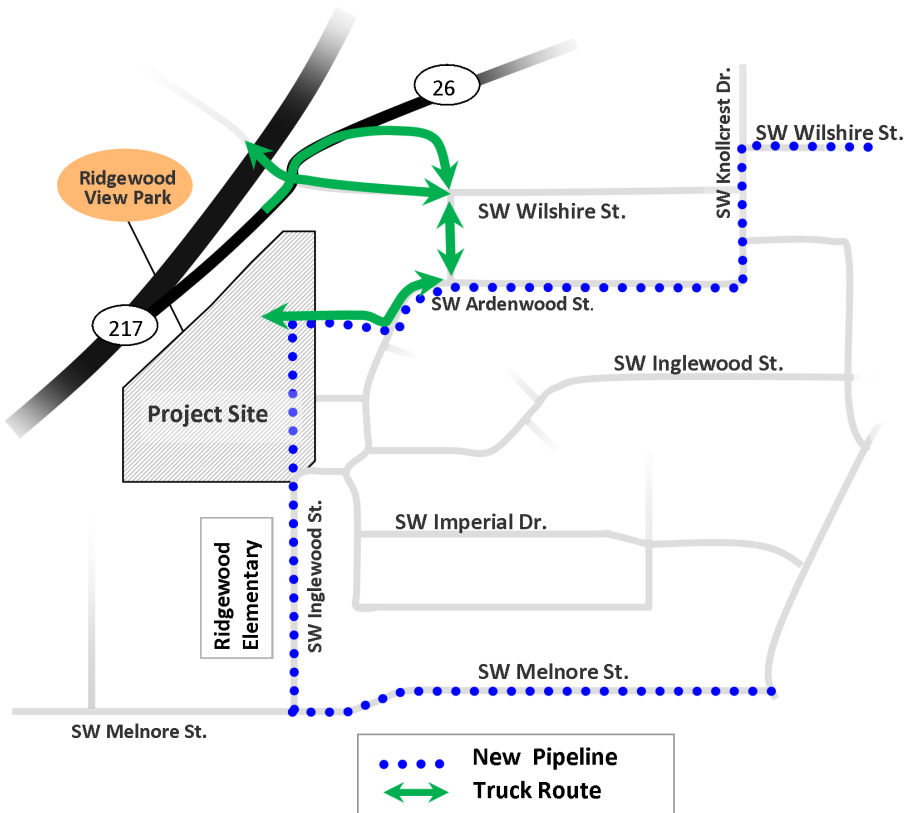 26
SW Knollcrest Dr.
SW Wilshire St.
Ridgewood
View Park
SW Wilshire St.
SW Ardenwood St.
217
SW Inglewood St.
Project Site
SW Imperial Dr.
Ridgewood
Elementary
SW Inglewood St.
SW Melnore St.
SW Melnore St.
New Pipeline
Truck Route